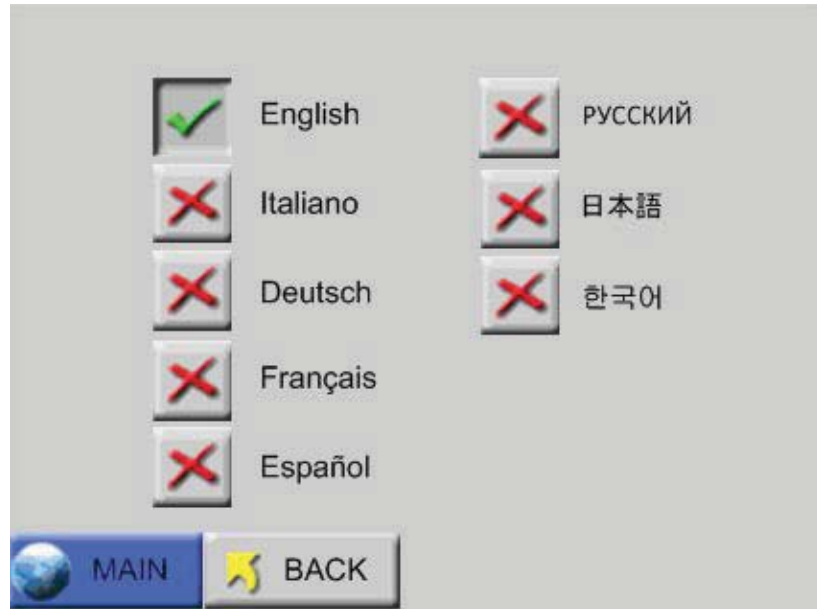 English
Italiano
Deutsch
Français
Español
РУССКИЙ
日本語
한국어
MAIN
BACK